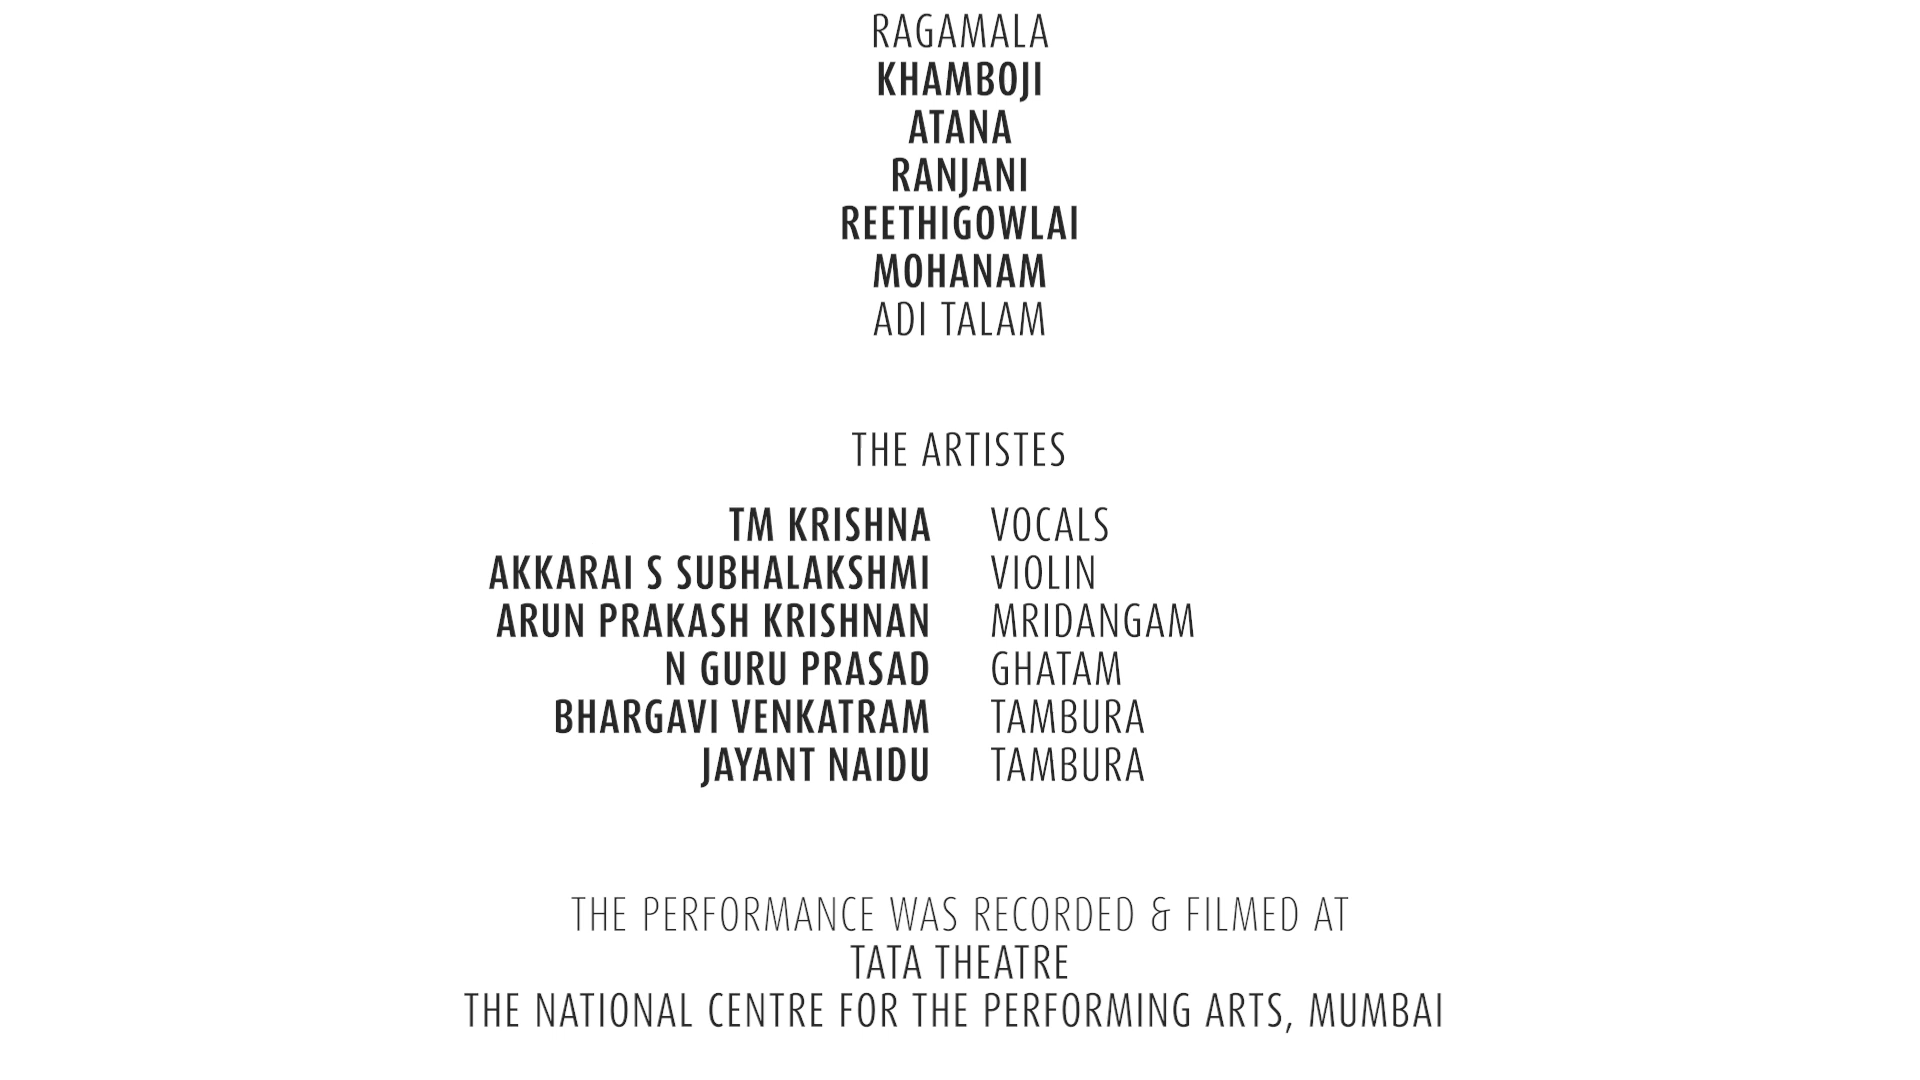 RAGAMALA
KHAMBOJI
ATANA
RANJANI
REETHIGOWLAI
MOHANAM
ADI TALAM
THE ARTISTES
TM KRISHNA VOCALS
AKKARAI S SUBHALAKSHMI VIOLIN
ARUN PRAKASH KRISHNAN MRIDANGAM
N GURU PRASAD GHATAM
BHARGAVI VENKATRAM TAMBURA
JAYANT NAIDU TAMBURA
THE PERFORMANCE WAS RECORDED & FILMED AT
TATA THEATRE
THE NATIONAL CENTRE FOR THE PERFORMING ARTS, MUMBAI